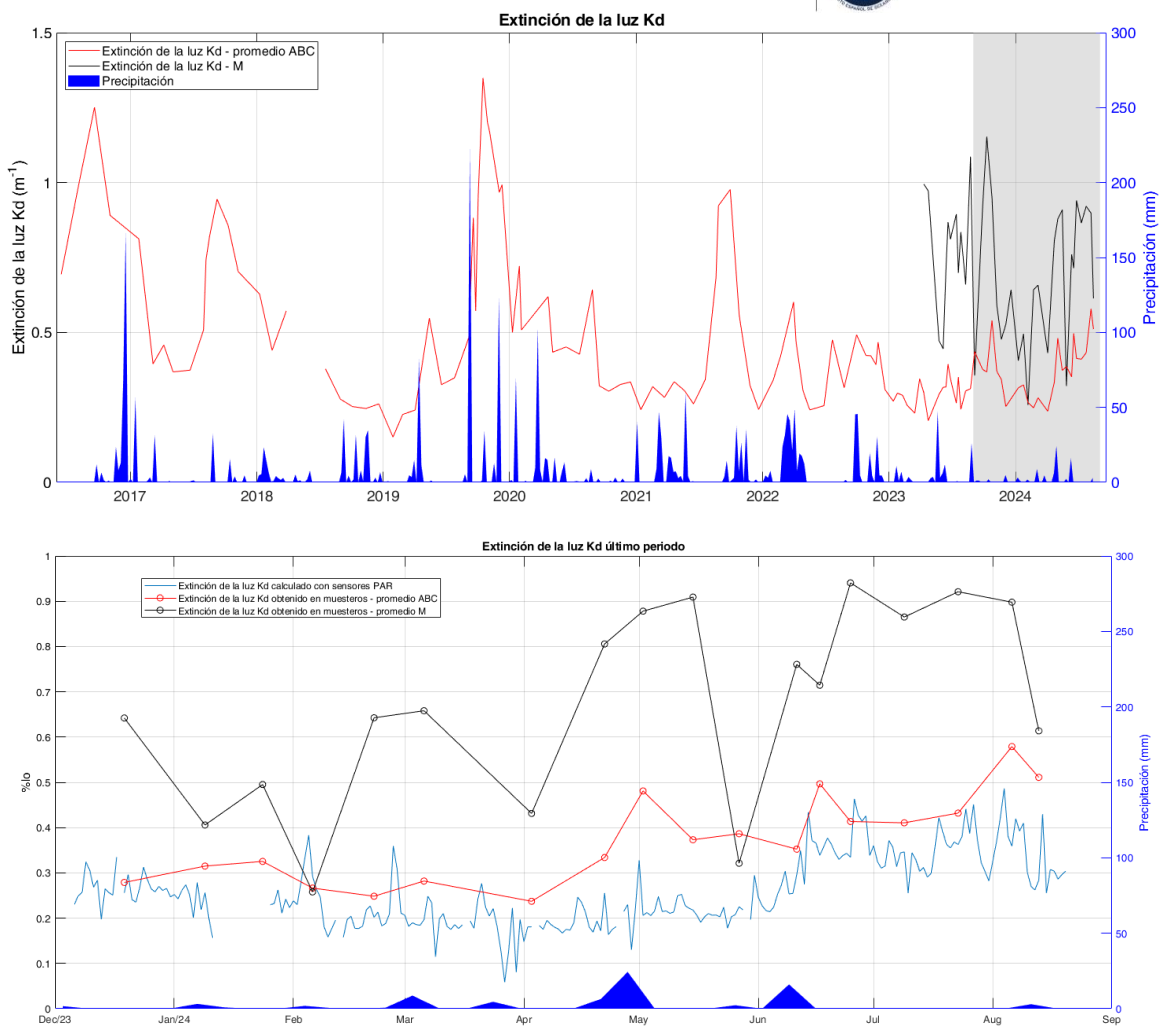 Extinción de la luz Kd
Extinción de la luz Kd - promedio ABC
Extinción de la luz Kd - M
Precipitación
Extinción de la luz Kd (m⁻¹)
1.5
1
0.5
0
300
250
200
150
100
50
0
Precipitación (mm)
2017 2018 2019 2020 2021 2022 2023 2024
Extinción de la luz Kd último periodo
Extinción de la luz Kd calculado con sensores PAR
Extinción de la luz Kd obtenido en muesteros - promedio ABC
Extinción de la luz Kd obtenido en muesteros - promedio M
%Io
1
0.9
0.8
0.7
0.6
0.5
0.4
0.3
0.2
0.1
0
300
250
200
150
100
50
0
Precipitación (mm)
Dec/23 Jan/24 Feb Mar Apr May Jun Jul Aug Sep